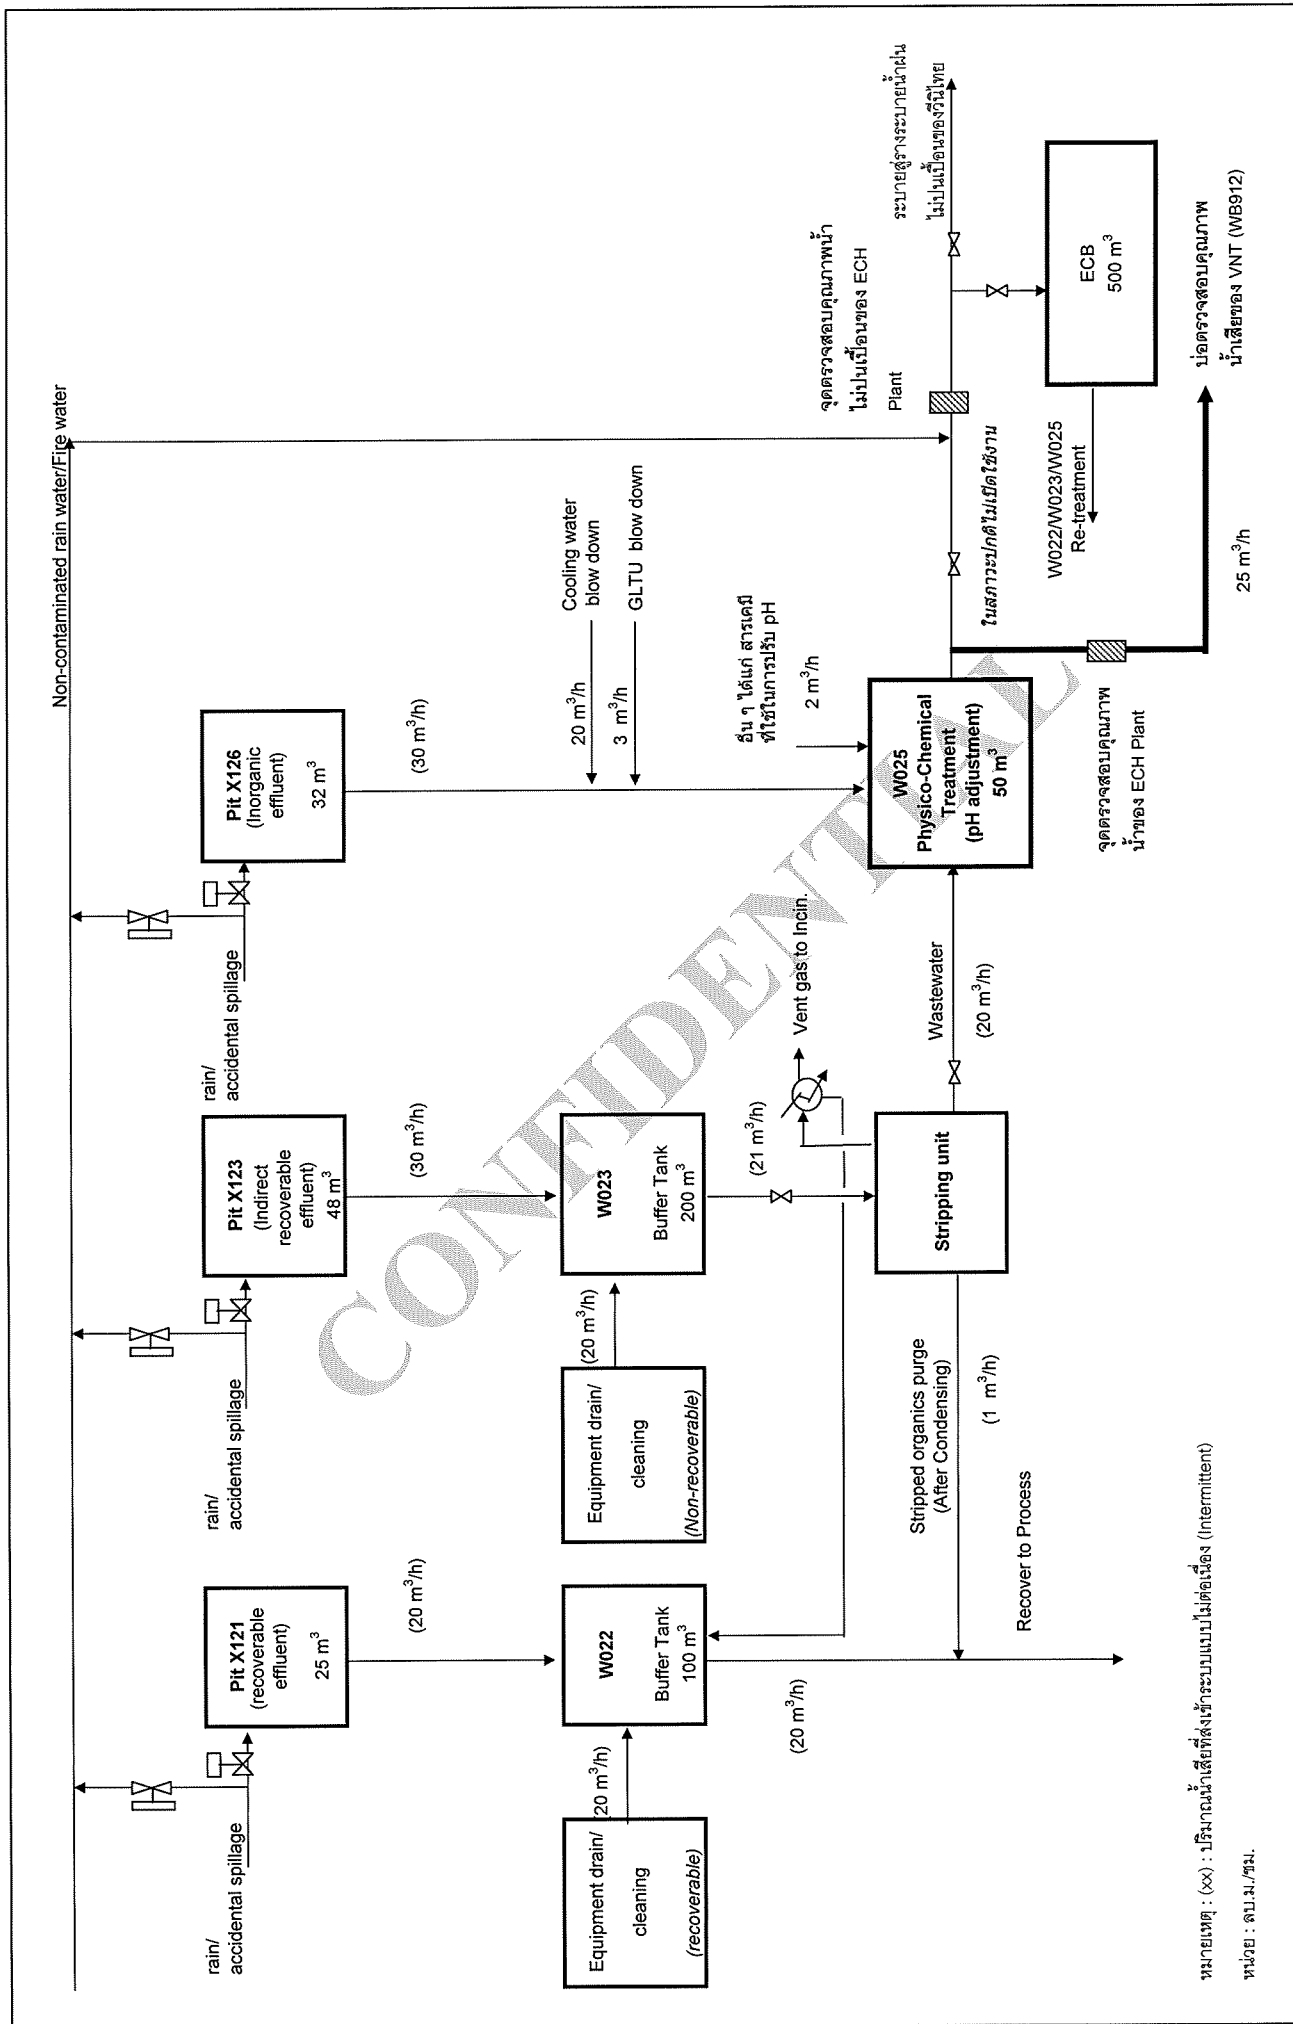 Non-contaminated rain water/Fire water
rain/
accidental spillage
Pit X121
(recoverable
effluent)
25 m³
(20 m³/h)
Equipment drain/
cleaning
(recoverable)
(20 m³/h)
W022
Buffer Tank
100 m³
(20 m³/h)
rain/
accidental spillage
Pit X123
(Indirect
recoverable
effluent)
48 m³
(30 m³/h)
Equipment drain/
cleaning
(Non-recoverable)
(20 m³/h)
W023
Buffer Tank
200 m³
(21 m³/h)
Vent gas to Incin.
Stripping unit
Stripped organics purge
(After Condensing)
(1 m³/h)
Recover to Process
Wastewater
(20 m³/h)
rain/
accidental spillage
Pit X126
(Inorganic
effluent)
32 m³
(30 m³/h)
Cooling water
blow down
20 m³/h
GLTU blow down
3 m³/h
อื่น ๆ ได้แก่ สารเคมี
ที่ใช้ในการปรับ pH
2 m³/h
W025
Physico-Chemical
Treatment
(pH adjustment)
50 m³
จุดตรวจสอบคุณภาพ
น้ำของ ECH Plant
ในสภาวะปกติไม่เปิดใช้งาน
จุดตรวจสอบคุณภาพน้ำ
ไม่ปนเปื้อนของ ECH
Plant
ระบายสู่รางระบายน้ำฝน
ไม่ปนเปื้อนของวีนิไทย
ECB
500 m³
W022/W023/W025
Re-treatment
25 m³/h
บ่อตรวจสอบคุณภาพ
น้ำเสียของ VNT (WB912)
CONFIDENTIAL
หมายเหตุ : (xx) : ปริมาณน้ำเสียที่ส่งเข้าระบบแบบไม่ต่อเนื่อง (Intermittent)
หน่วย : ลบ.ม./ชม.